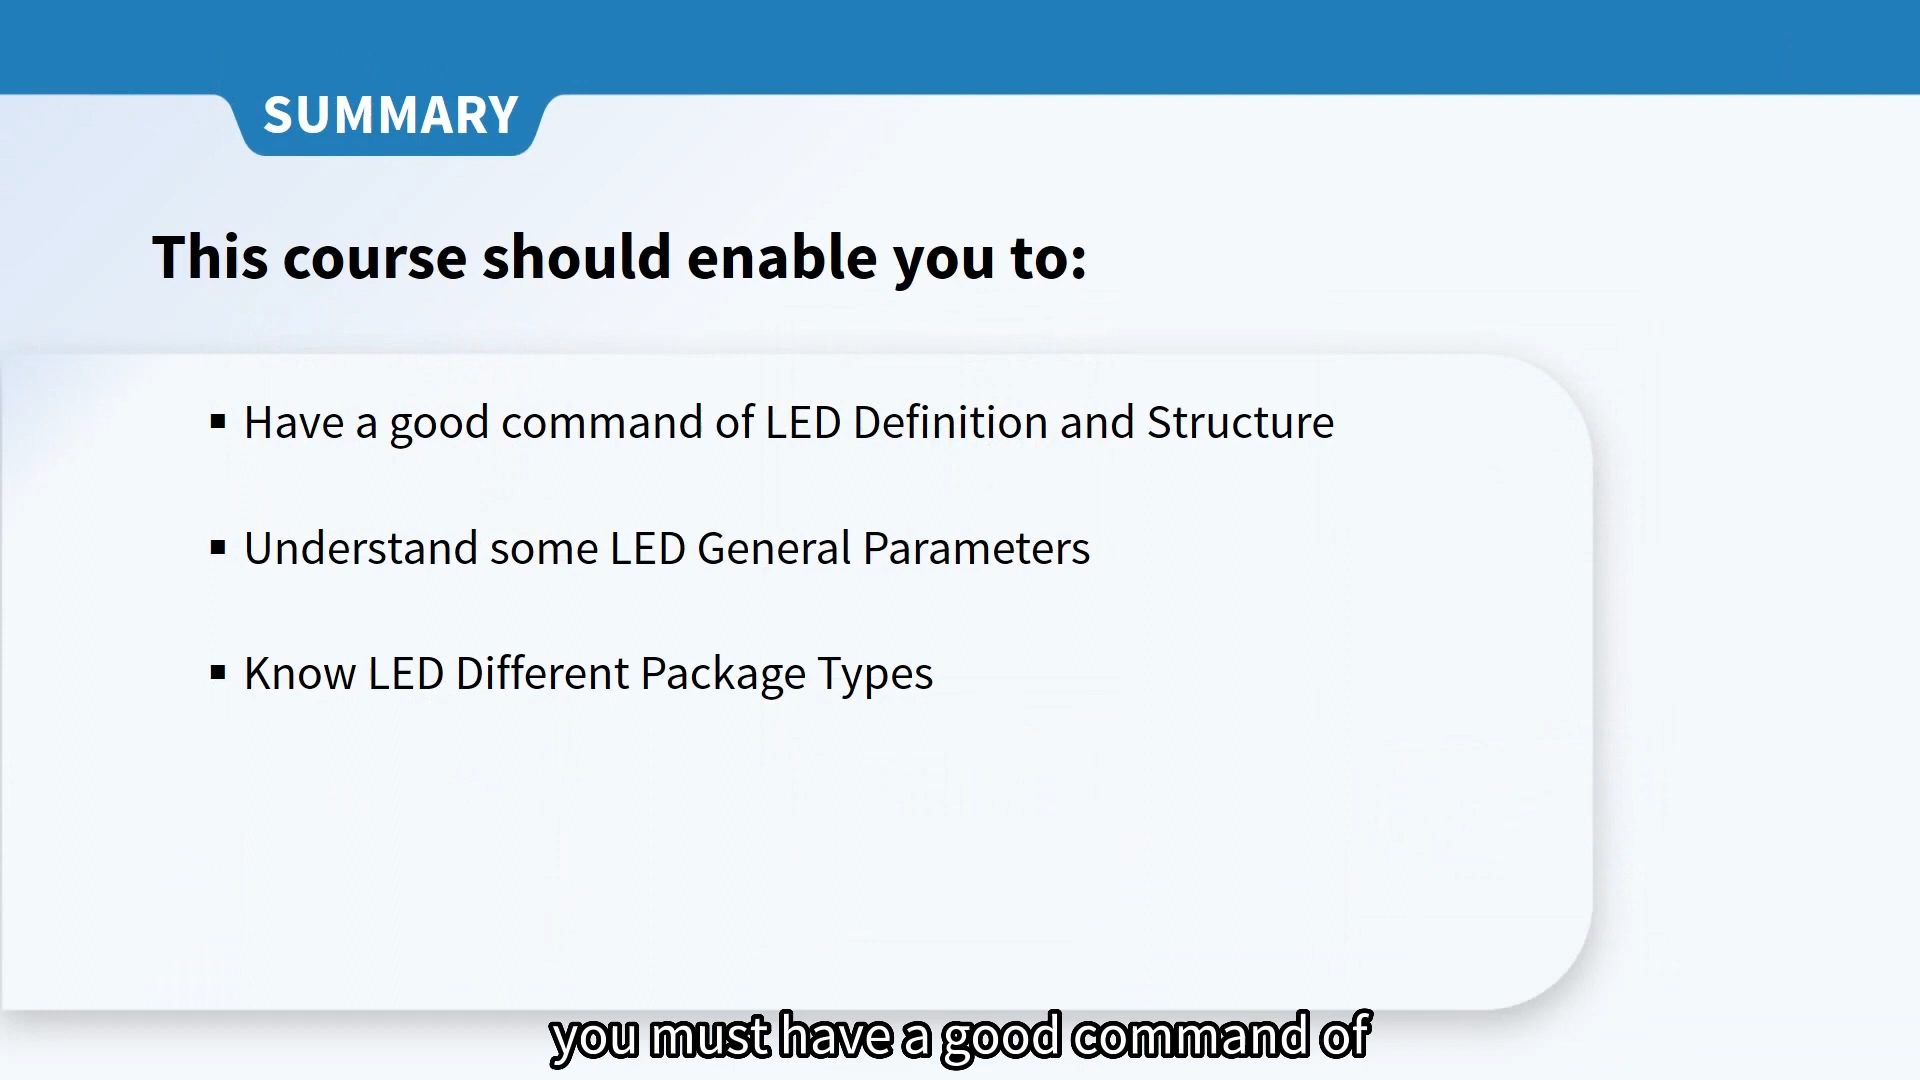 SUMMARY
This course should enable you to:
▪ Have a good command of LED Definition and Structure
▪ Understand some LED General Parameters
▪ Know LED Different Package Types
you must have a good command of